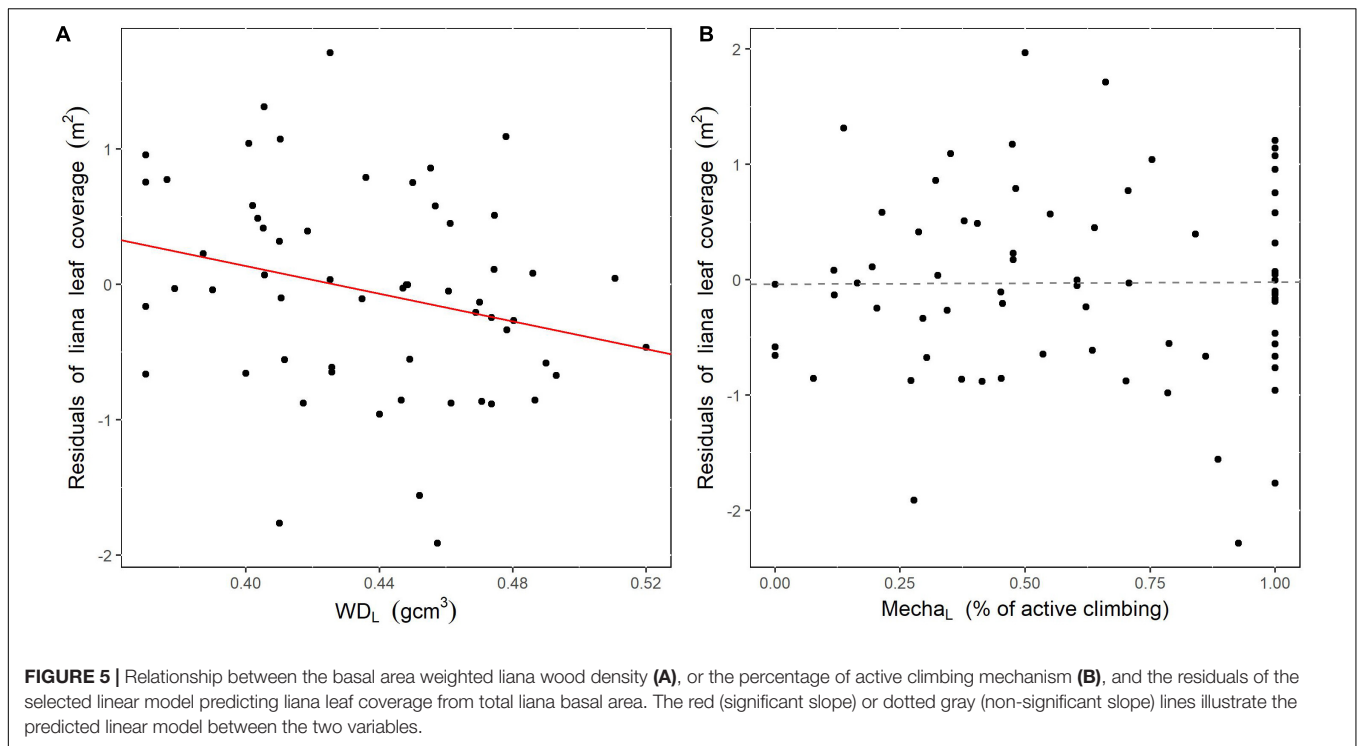 A
B
Residuals of liana leaf coverage (m²)
1
0
-1
-2
0.40 0.44 0.48 0.52
WD_L (gcm³)
Residuals of liana leaf coverage (m²)
2
1
0
-1
-2
0.00 0.25 0.50 0.75 1.00
Mecha_L (% of active climbing)
FIGURE 5 | Relationship between the basal area weighted liana wood density (A), or the percentage of active climbing mechanism (B), and the residuals of the
selected linear model predicting liana leaf coverage from total liana basal area. The red (significant slope) or dotted gray (non-significant slope) lines illustrate the
predicted linear model between the two variables.